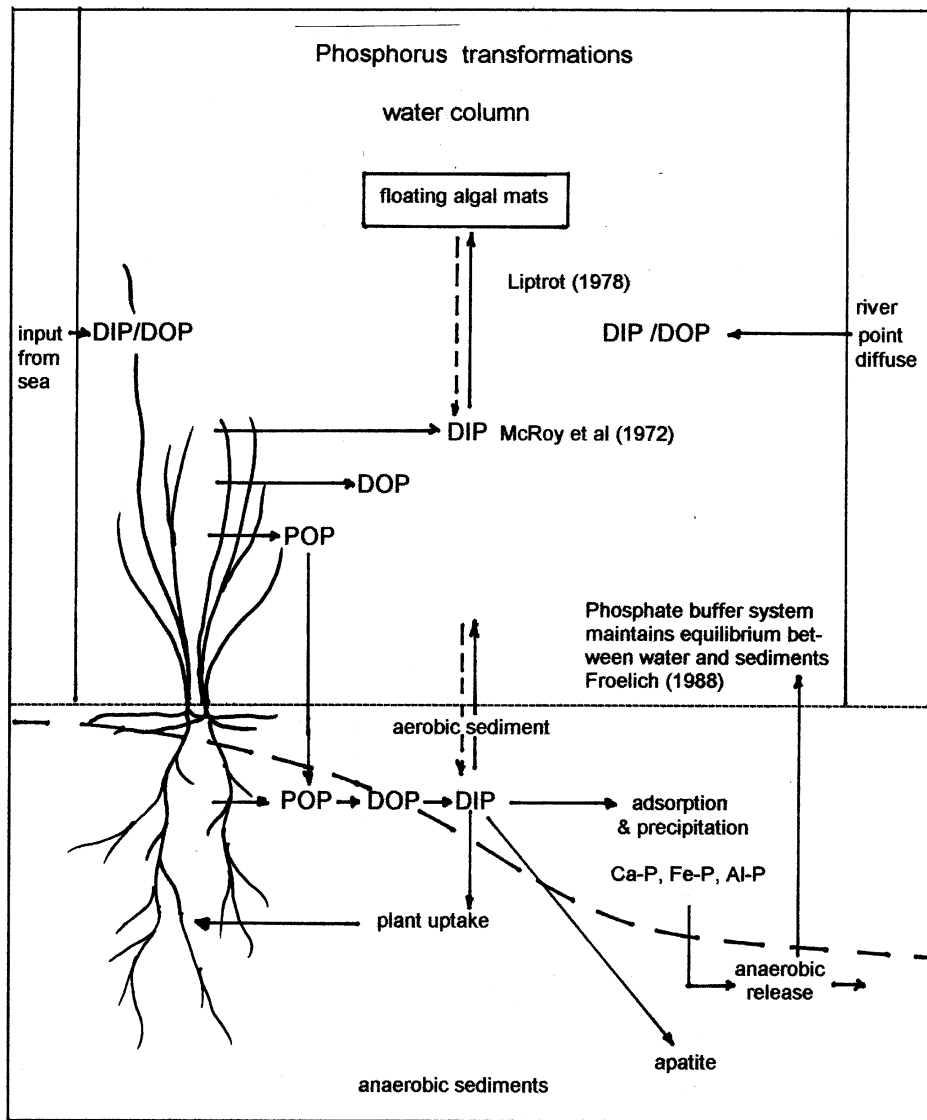 Phosphorus transformations
water column
floating algal mats
Liptrot (1978)
input
from
sea
DIP/DOP
DIP /DOP
river
point
diffuse
DIP McRoy et al (1972)
DOP
POP
Phosphate buffer system
maintains equilibrium bet-
ween water and sediments
Froelich (1988)
aerobic sediment
POP DOP DIP
adsorption
& precipitation
Ca-P, Fe-P, Al-P
plant uptake
anaerobic
release
apatite
anaerobic sediments